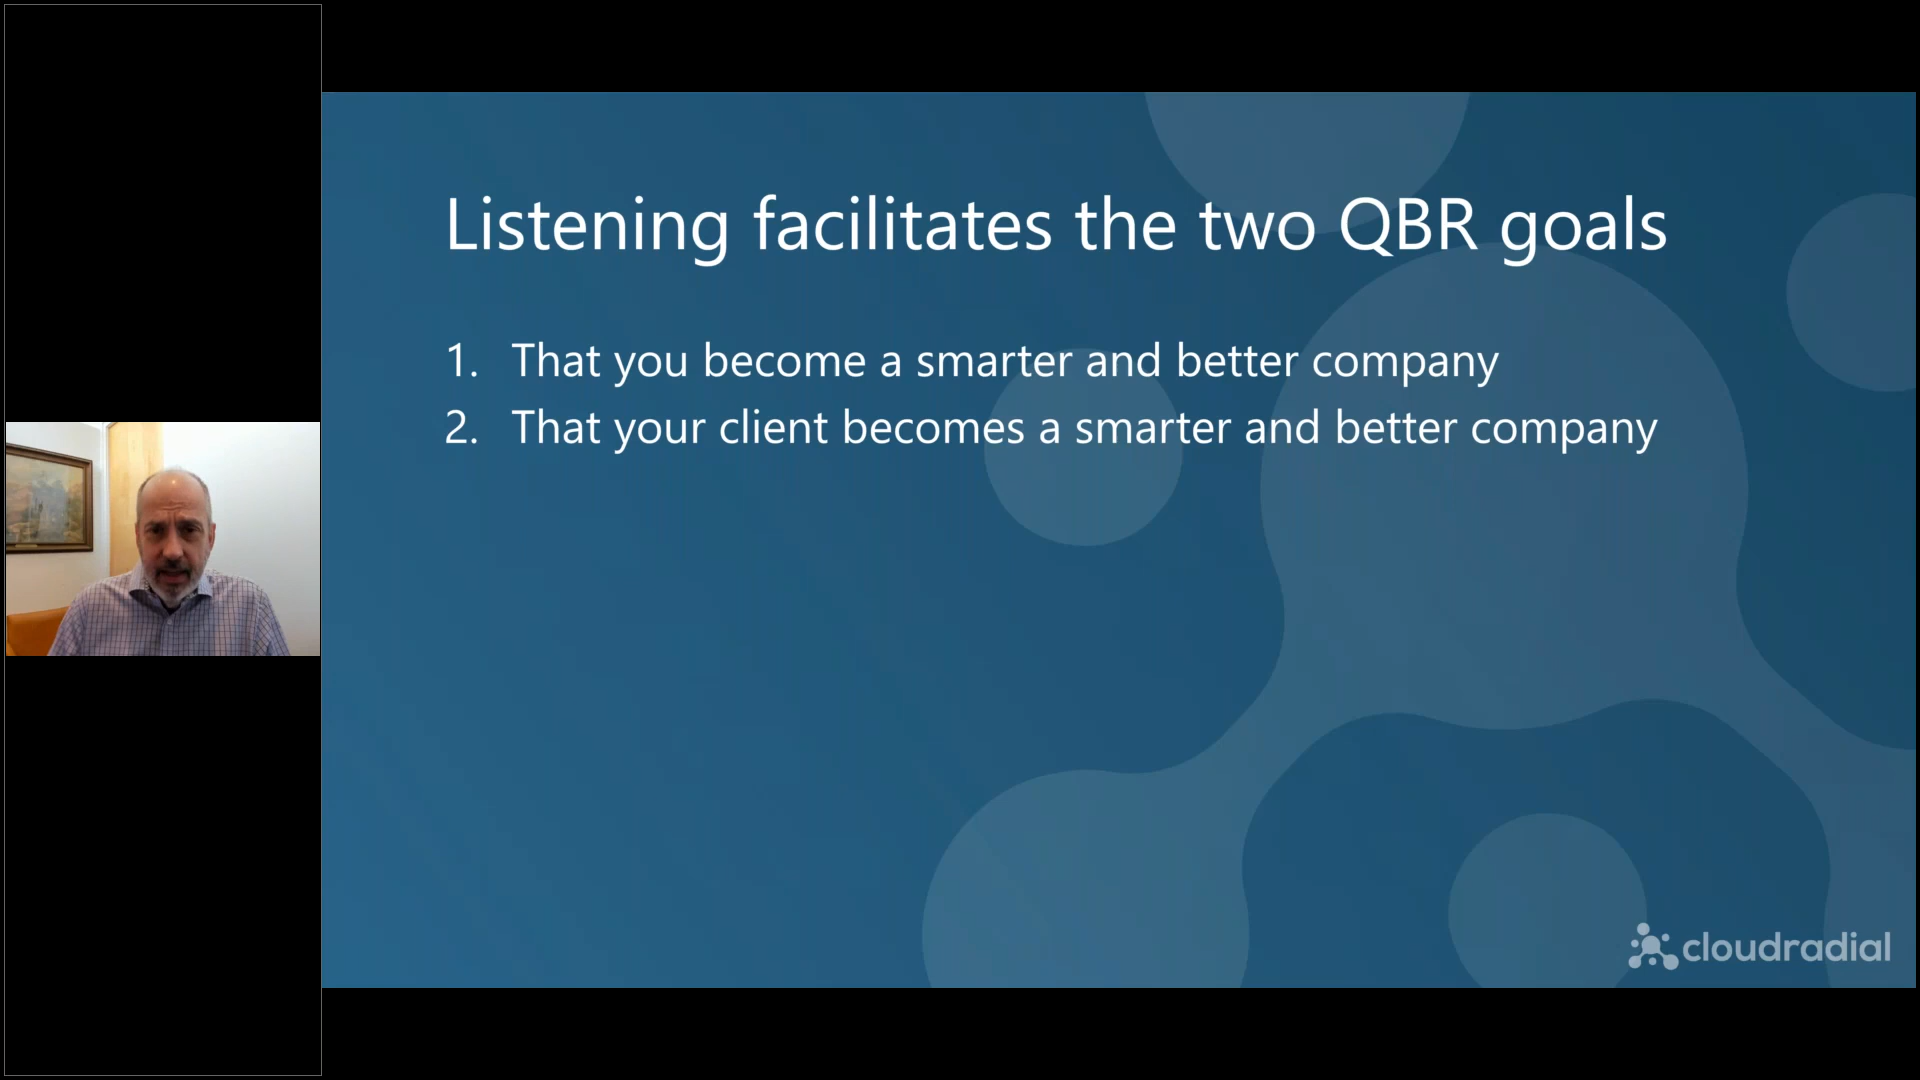 Listening facilitates the two QBR goals
1. That you become a smarter and better company
2. That your client becomes a smarter and better company
cloudradial